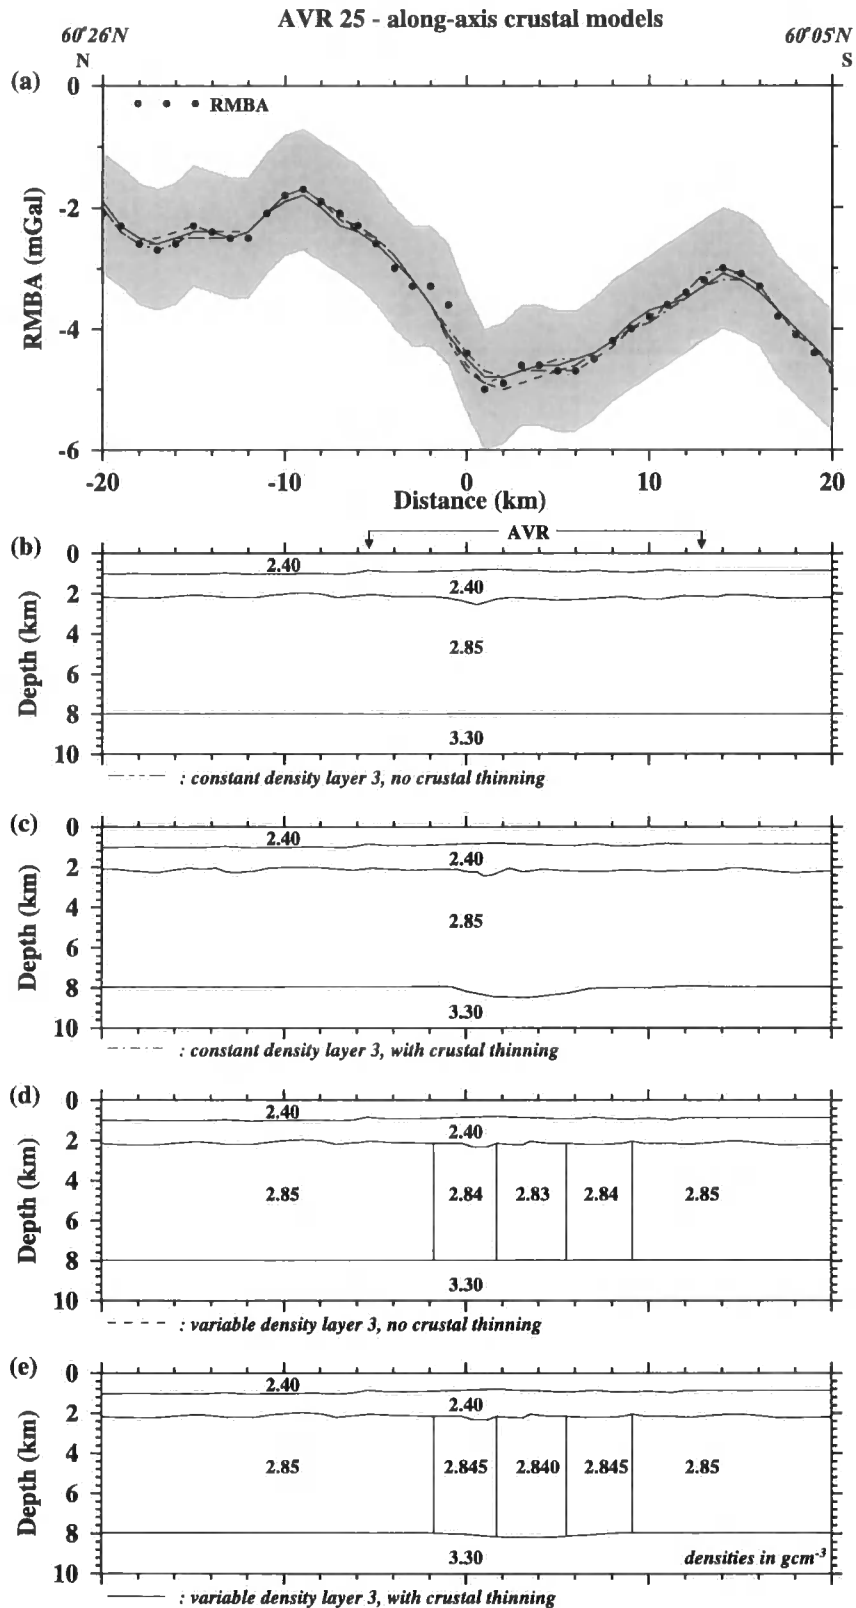 AVR 25 - along-axis crustal models
60°26'N
60°05'N
N
S
(a)
RMBA
RMBA (mGal)
0
-2
-4
-6
-20
-10
0
10
20
Distance (km)
AVR
(b)
Depth (km)
0
2
4
6
8
10
2.40
2.40
2.85
3.30
: constant density layer 3, no crustal thinning
(c)
Depth (km)
0
2
4
6
8
10
2.40
2.40
2.85
3.30
: constant density layer 3, with crustal thinning
(d)
Depth (km)
0
2
4
6
8
10
2.40
2.40
2.85
2.84
2.83
2.84
2.85
3.30
: variable density layer 3, no crustal thinning
(e)
Depth (km)
0
2
4
6
8
10
2.40
2.40
2.85
2.845
2.840
2.845
2.85
3.30
densities in gcm⁻³
: variable density layer 3, with crustal thinning